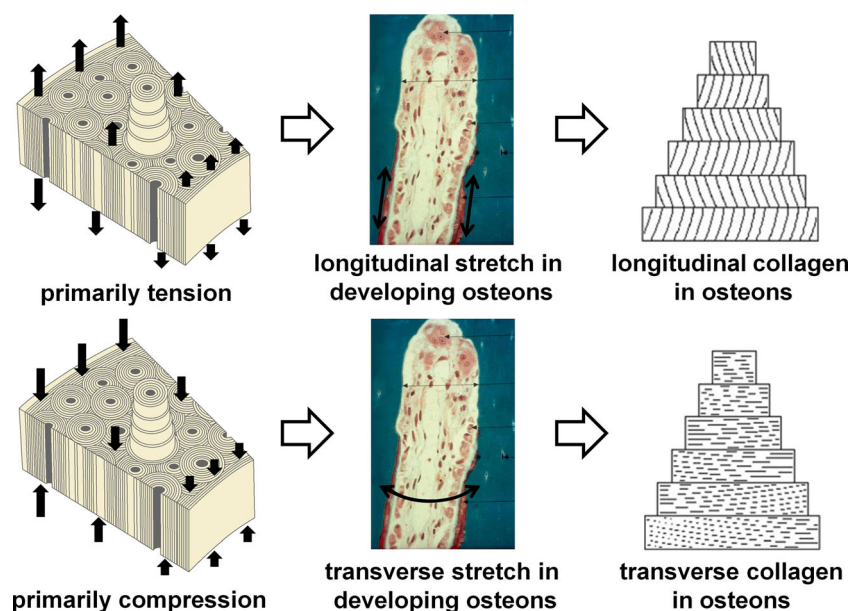 primarily tension
longitudinal stretch in
developing osteons
longitudinal collagen
in osteons
primarily compression
transverse stretch in
developing osteons
transverse collagen
in osteons